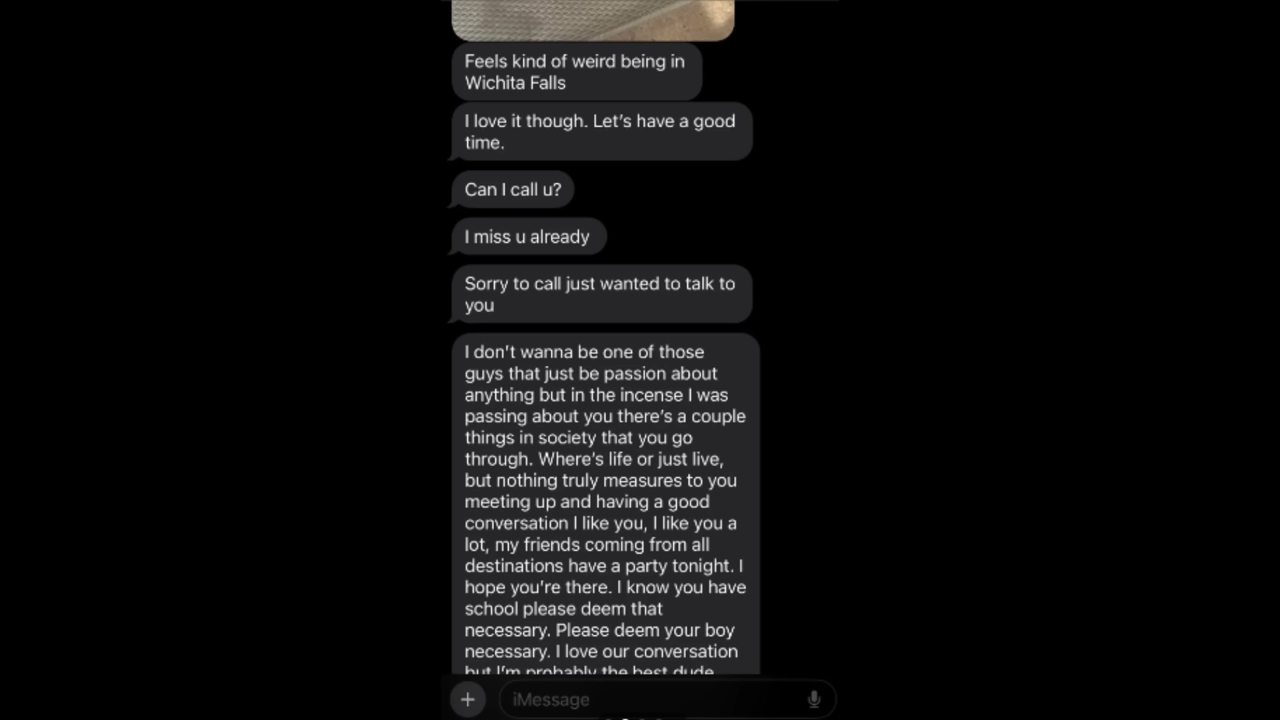 Feels kind of weird being in
Wichita Falls
I love it though. Let's have a good
time.
Can I call u?
I miss u already
Sorry to call just wanted to talk to
you
I don't wanna be one of those
guys that just be passion about
anything but in the incense I was
passing about you there's a couple
things in society that you go
through. Where's life or just live,
but nothing truly measures to you
meeting up and having a good
conversation I like you, I like you a
lot, my friends coming from all
destinations have a party tonight. I
hope you're there. I know you have
school please deem that
necessary. Please deem your boy
necessary. I love our conversation
but I'm probably the best dude
iMessage